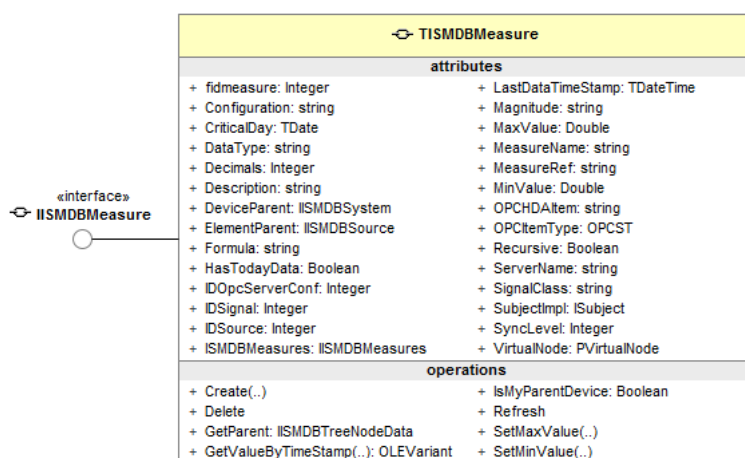 TISMDBMeasure
attributes
+ fidmeasure: Integer
+ Configuration: string
+ CriticalDay: TDate
+ DataType: string
+ Decimals: Integer
+ Description: string
+ DeviceParent: IISMDBSystem
+ ElementParent: IISMDBSource
+ Formula: string
+ HasTodayData: Boolean
+ IDOpcServerConf: Integer
+ IDSignal: Integer
+ IDSource: Integer
+ ISMDBMeasures: IISMDBMeasures
+ LastDataTimeStamp: TDateTime
+ Magnitude: string
+ MaxValue: Double
+ MeasureName: string
+ MeasureRef: string
+ MinValue: Double
+ OPCHDAItem: string
+ OPCItemType: OPCST
+ Recursive: Boolean
+ ServerName: string
+ SignalClass: string
+ SubjectImpl: ISubject
+ SyncLevel: Integer
+ VirtualNode: PVirtualNode
«interface»
IISMDBMeasure
operations
+ Create(..)
+ Delete
+ GetParent: IISMDBTreeNodeData
+ GetValueByTimeStamp(..): OLEVariant
+ IsMyParentDevice: Boolean
+ Refresh
+ SetMaxValue(..)
+ SetMinValue(..)